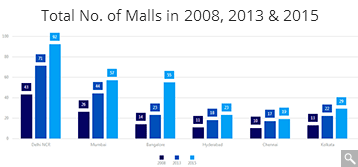 Total No. of Malls in 2008, 2013 & 2015
100
80
60
40
20
0
43 71 92
26 44 57
14 23 55
11 18 23
10 17 19
13 22 29
Delhi NCR Mumbai Bangalore Hyderabad Chennai Kolkata
2008 2013 2015